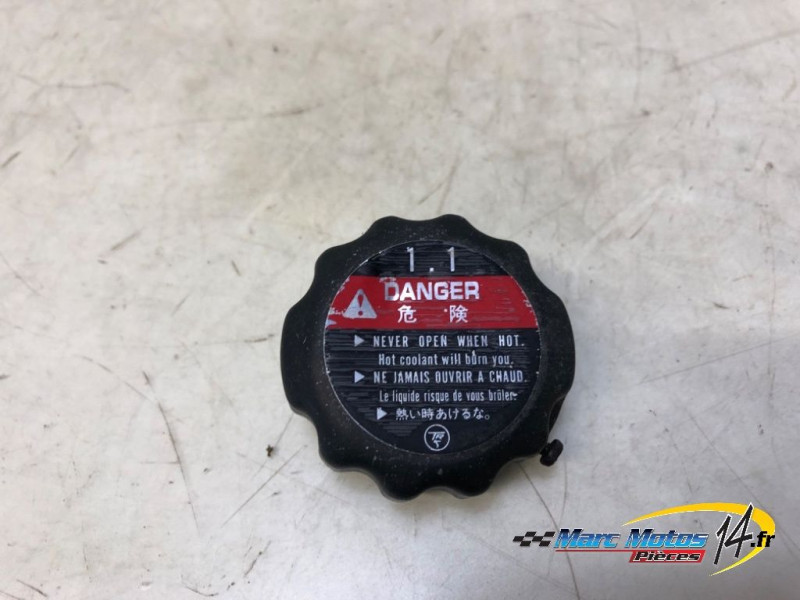 1.1
DANGER
危 険
▶ NEVER OPEN WHEN HOT.
Hot coolant will burn you.
▶ NE JAMAIS OUVRIR A CHAUD.
Le liquide risque de vous brûler.
▶ 熱い時あけるな。
Marc Motos 14.fr
Pièces